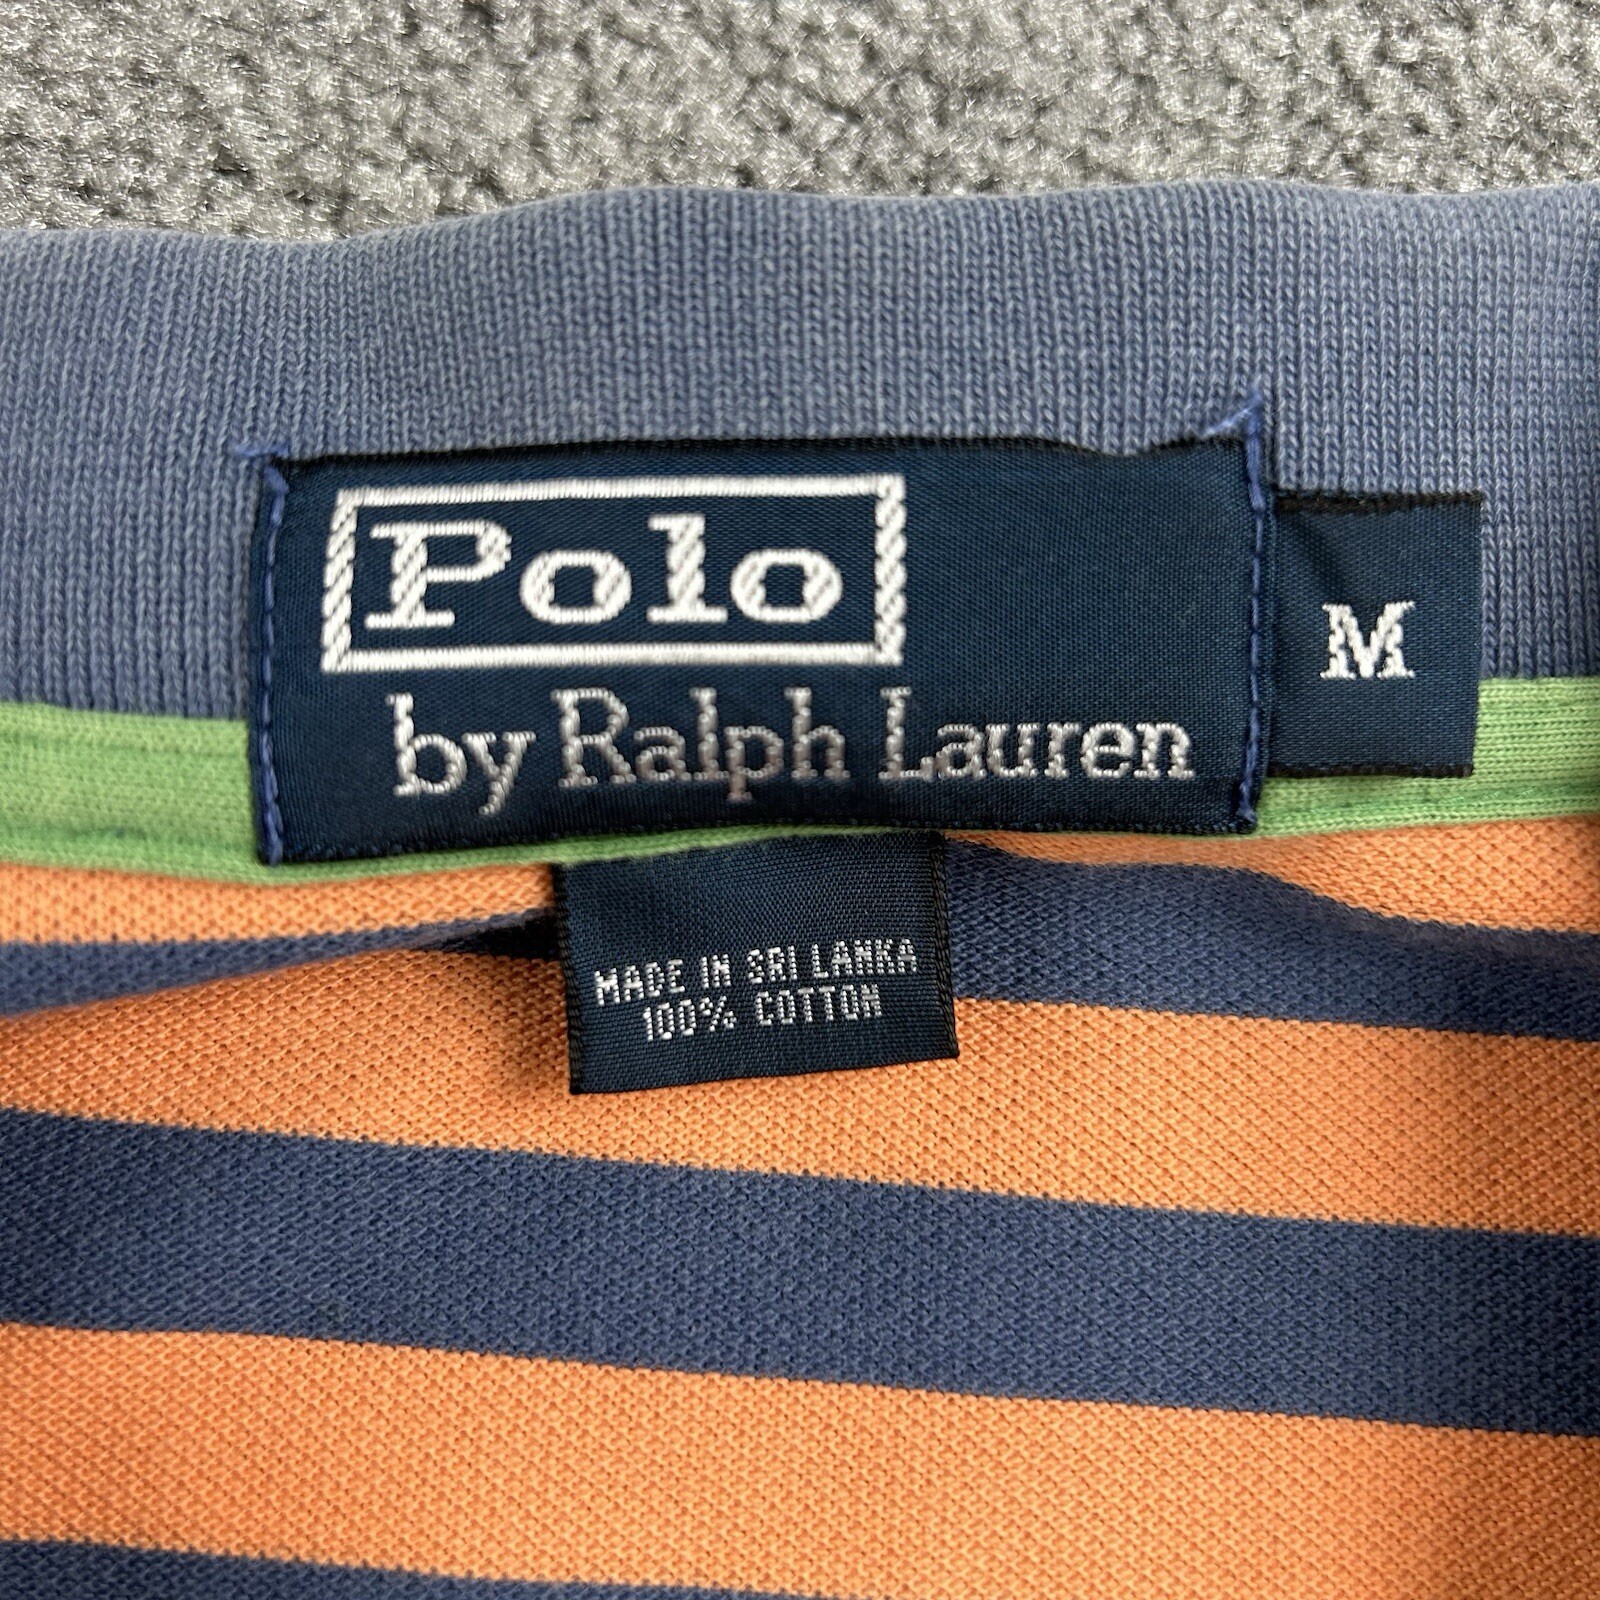 Polo
by Ralph Lauren
M
MADE IN SRI LANKA
100% COTTON